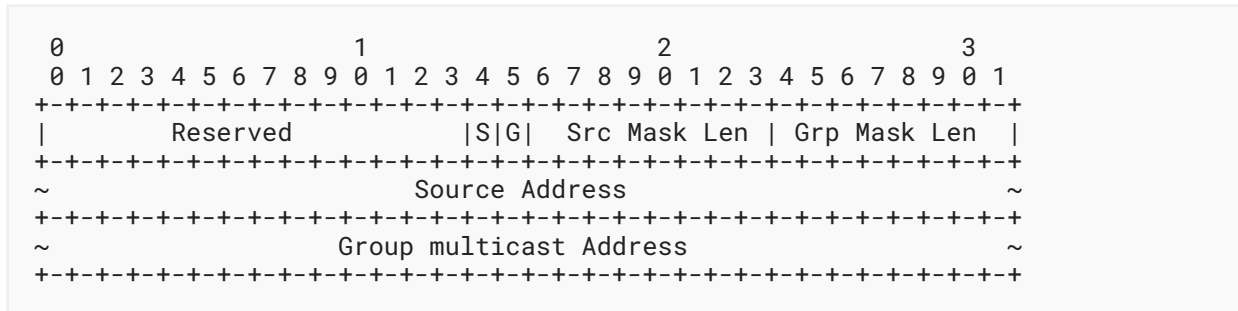 0                   1                   2                   3
 0 1 2 3 4 5 6 7 8 9 0 1 2 3 4 5 6 7 8 9 0 1 2 3 4 5 6 7 8 9 0 1
+-+-+-+-+-+-+-+-+-+-+-+-+-+-+-+-+-+-+-+-+-+-+-+-+-+-+-+-+-+-+-+-+
|        Reserved           |S|G|  Src Mask Len | Grp Mask Len  |
+-+-+-+-+-+-+-+-+-+-+-+-+-+-+-+-+-+-+-+-+-+-+-+-+-+-+-+-+-+-+-+-+
~                        Source Address                         ~
+-+-+-+-+-+-+-+-+-+-+-+-+-+-+-+-+-+-+-+-+-+-+-+-+-+-+-+-+-+-+-+-+
~                   Group multicast Address                     ~
+-+-+-+-+-+-+-+-+-+-+-+-+-+-+-+-+-+-+-+-+-+-+-+-+-+-+-+-+-+-+-+-+